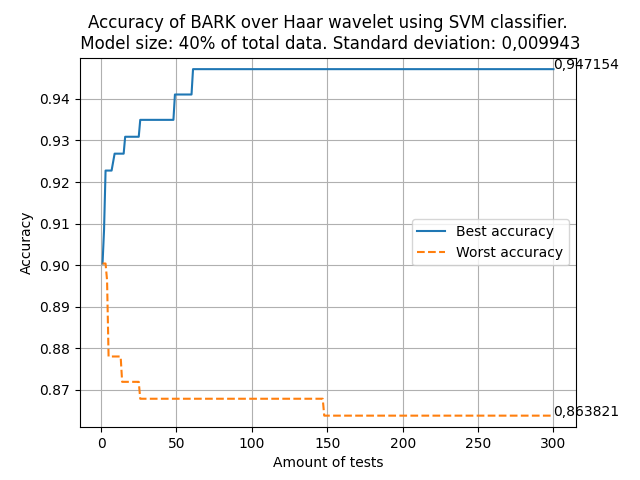 Accuracy of BARK over Haar wavelet using SVM classifier.
Model size: 40% of total data. Standard deviation: 0,009943
0,947154
0.94
0.93
0.92
0.91
0.90
0.89
0.88
0.87
Accuracy
Best accuracy
Worst accuracy
0,863821
0 50 100 150 200 250 300
Amount of tests